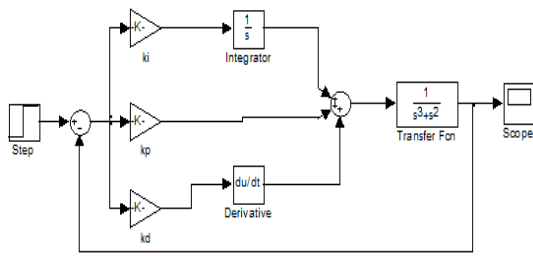 -K-
ki
1
s
Integrator
Step
+
-
-K-
kp
+
+
+
1
s3+s2
Transfer Fcn
Scope
-K-
kd
du/dt
Derivative